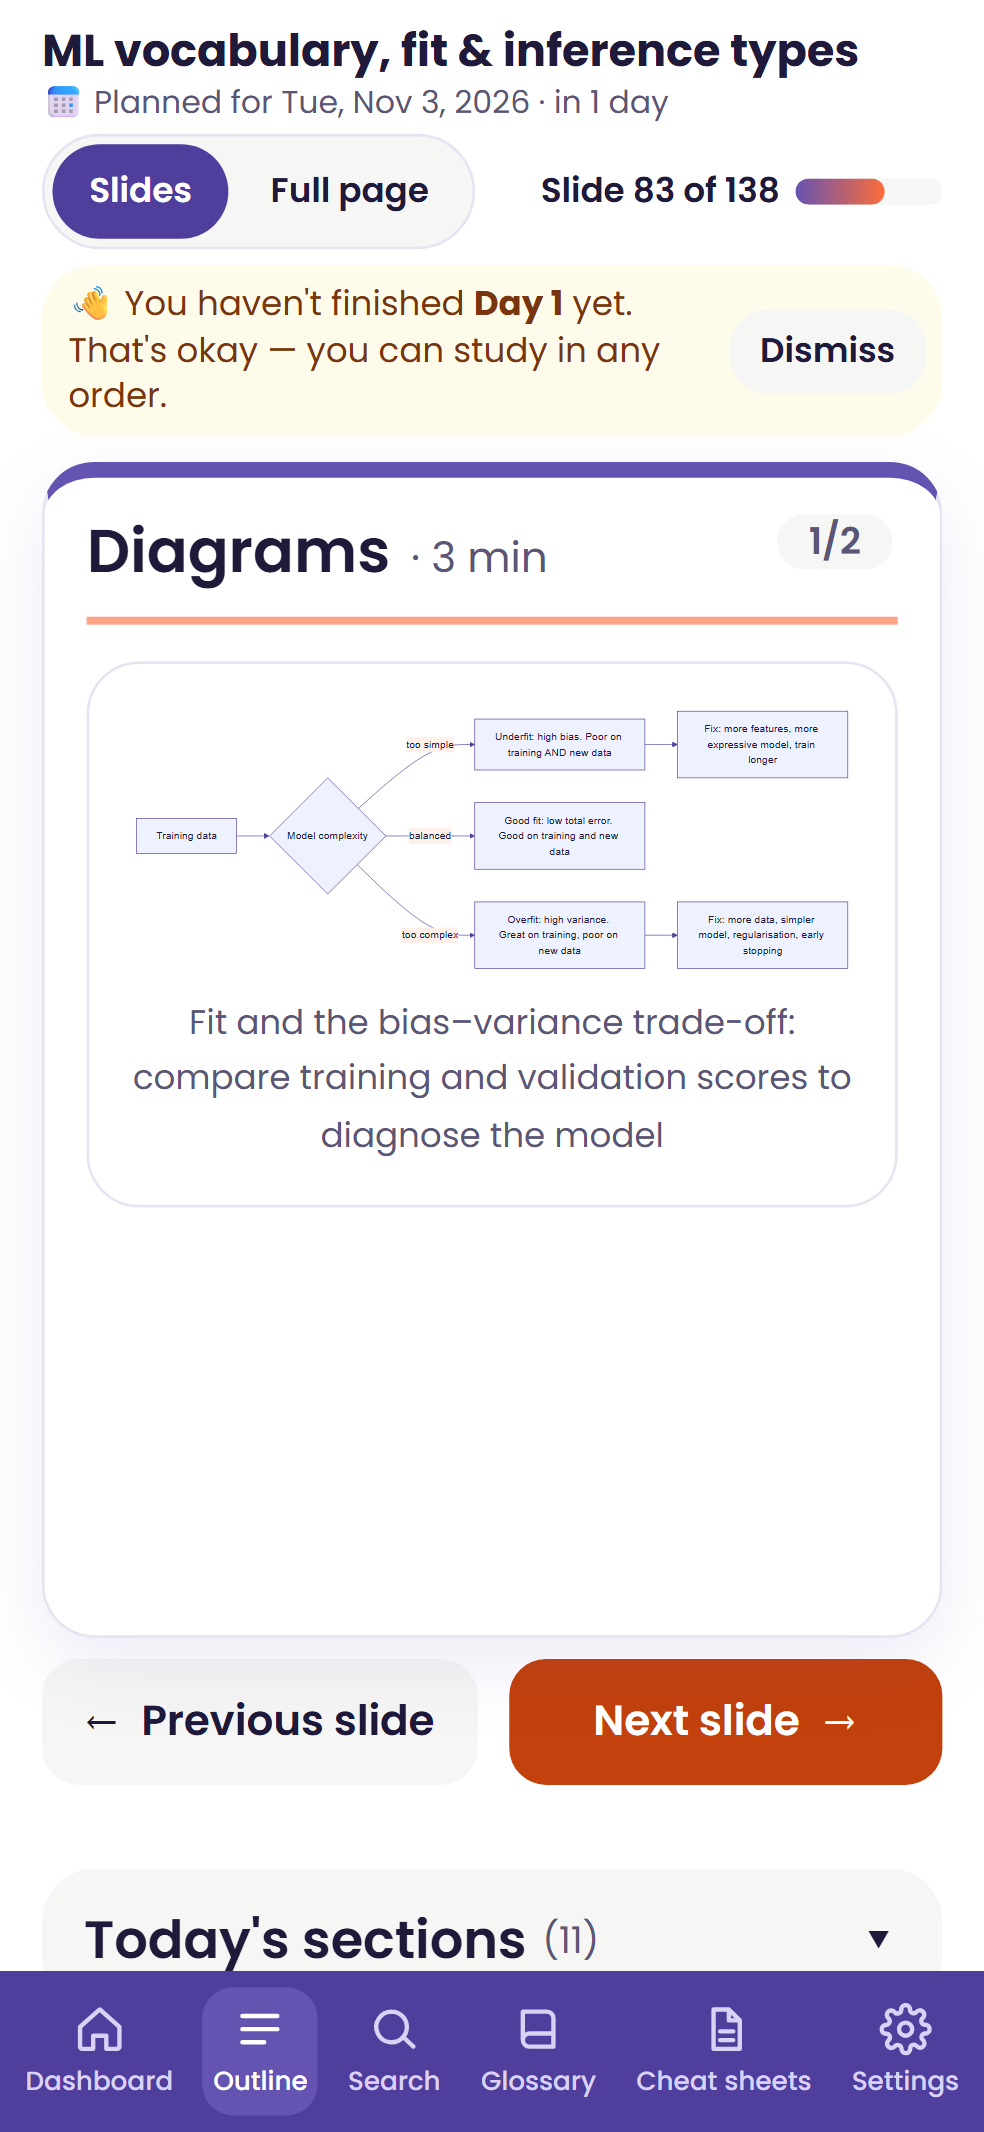 ML vocabulary, fit & inference types
Planned for Tue, Nov 3, 2026 · in 1 day
Slides
Full page
Slide 83 of 138
You haven't finished Day 1 yet.
That's okay — you can study in any
order.
Dismiss
Diagrams · 3 min
1/2
Training data
Model complexity
too simple
Underfit: high bias. Poor on
training AND new data
Fix: more features, more
expressive model, train
longer
balanced
Good fit: low total error.
Good on training and new
data
too complex
Overfit: high variance.
Great on training, poor on
new data
Fix: more data, simpler
model, regularisation, early
stopping
Fit and the bias–variance trade-off:
compare training and validation scores to
diagnose the model
← Previous slide
Next slide →
Today's sections (11)
Dashboard
Outline
Search
Glossary
Cheat sheets
Settings